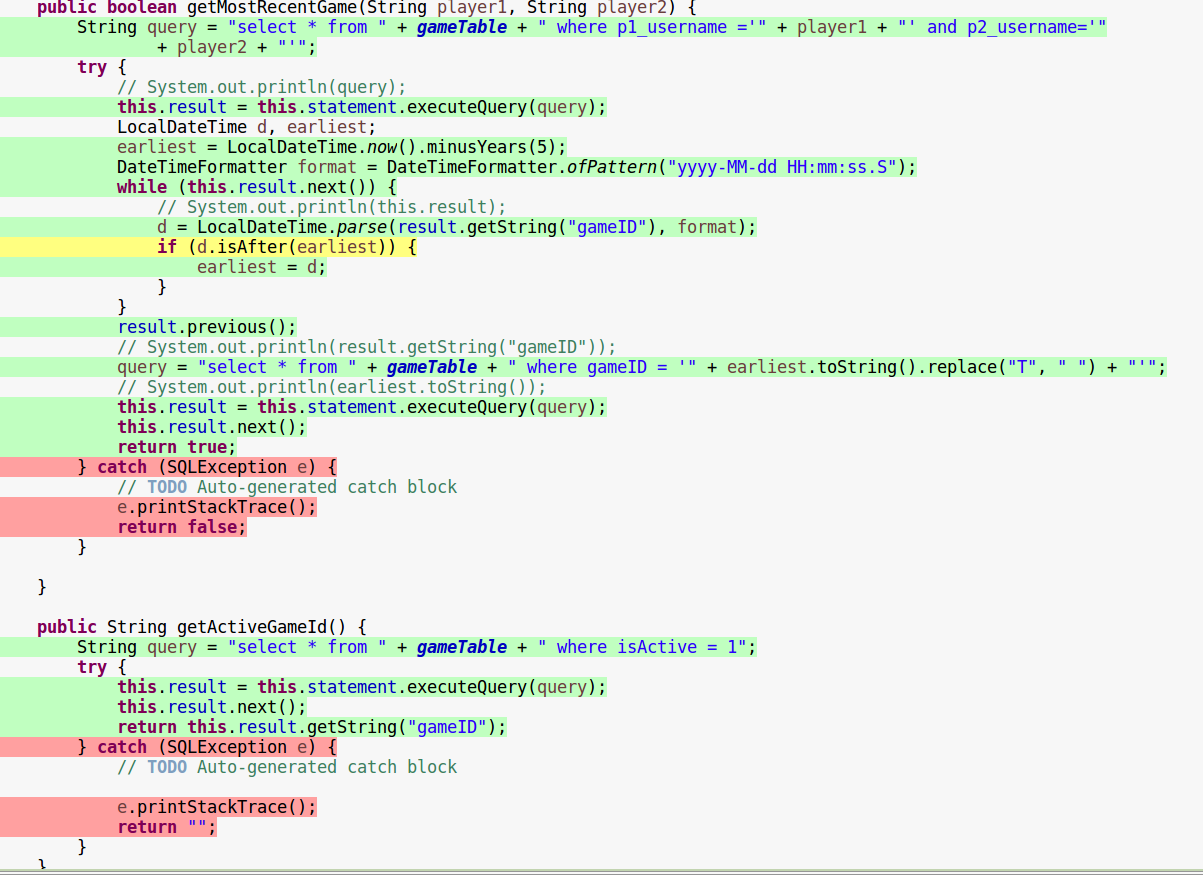 public boolean getMostRecentGame(String player1, String player2) {
String query = "select * from " + gameTable + " where p1_username ='" + player1 + "' and p2_username='"
+ player2 + "'";
try {
// System.out.println(query);
this.result = this.statement.executeQuery(query);
LocalDateTime d, earliest;
earliest = LocalDateTime.now().minusYears(5);
DateTimeFormatter format = DateTimeFormatter.ofPattern("yyyy-MM-dd HH:mm:ss.S");
while (this.result.next()) {
// System.out.println(this.result);
d = LocalDateTime.parse(result.getString("gameID"), format);
if (d.isAfter(earliest)) {
earliest = d;
}
}
result.previous();
// System.out.println(result.getString("gameID"));
query = "select * from " + gameTable + " where gameID = '" + earliest.toString().replace("T", " ") + "'";
// System.out.println(earliest.toString());
this.result = this.statement.executeQuery(query);
this.result.next();
return true;
} catch (SQLException e) {
// TODO Auto-generated catch block
e.printStackTrace();
return false;
}
}
public String getActiveGameId() {
String query = "select * from " + gameTable + " where isActive = 1";
try {
this.result = this.statement.executeQuery(query);
this.result.next();
return this.result.getString("gameID");
} catch (SQLException e) {
// TODO Auto-generated catch block
e.printStackTrace();
return "";
}
}